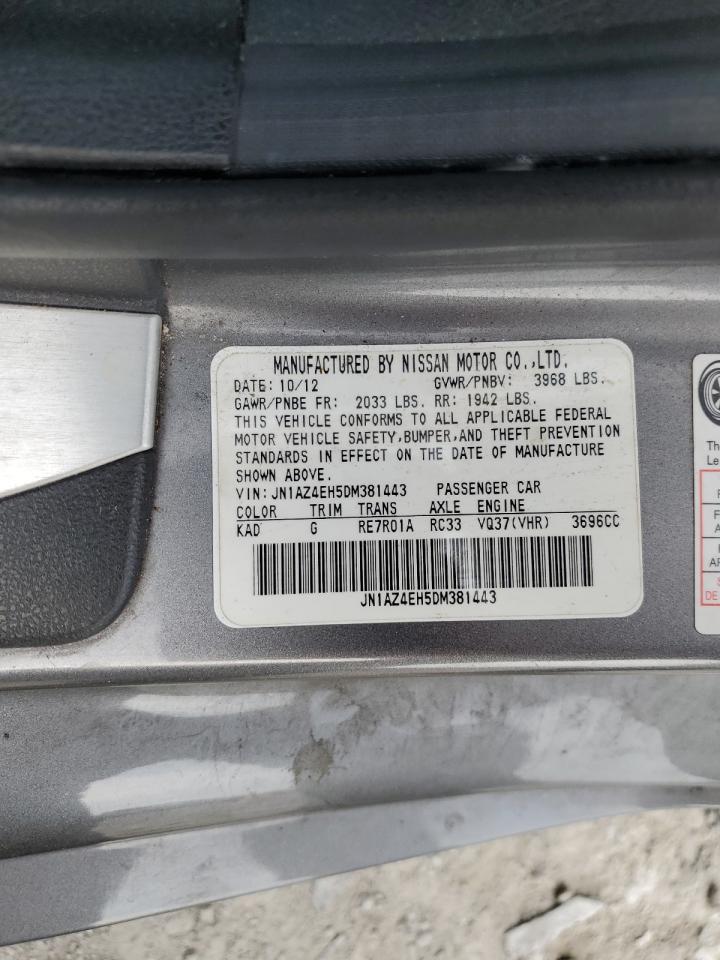 MANUFACTURED BY NISSAN MOTOR CO.,LTD.
DATE: 10/12 GVWR/PNBV: 3968 LBS.
GAWR/PNBE FR: 2033 LBS. RR: 1942 LBS.
THIS VEHICLE CONFORMS TO ALL APPLICABLE FEDERAL
MOTOR VEHICLE SAFETY,BUMPER,AND THEFT PREVENTION
STANDARDS IN EFFECT ON THE DATE OF MANUFACTURE
SHOWN ABOVE.
VIN: JN1AZ4EH5DM381443 PASSENGER CAR
COLOR TRIM TRANS AXLE ENGINE
KAD G RE7R01A RC33 VQ37(VHR) 3696CC
JN1AZ4EH5DM381443
Le
DE